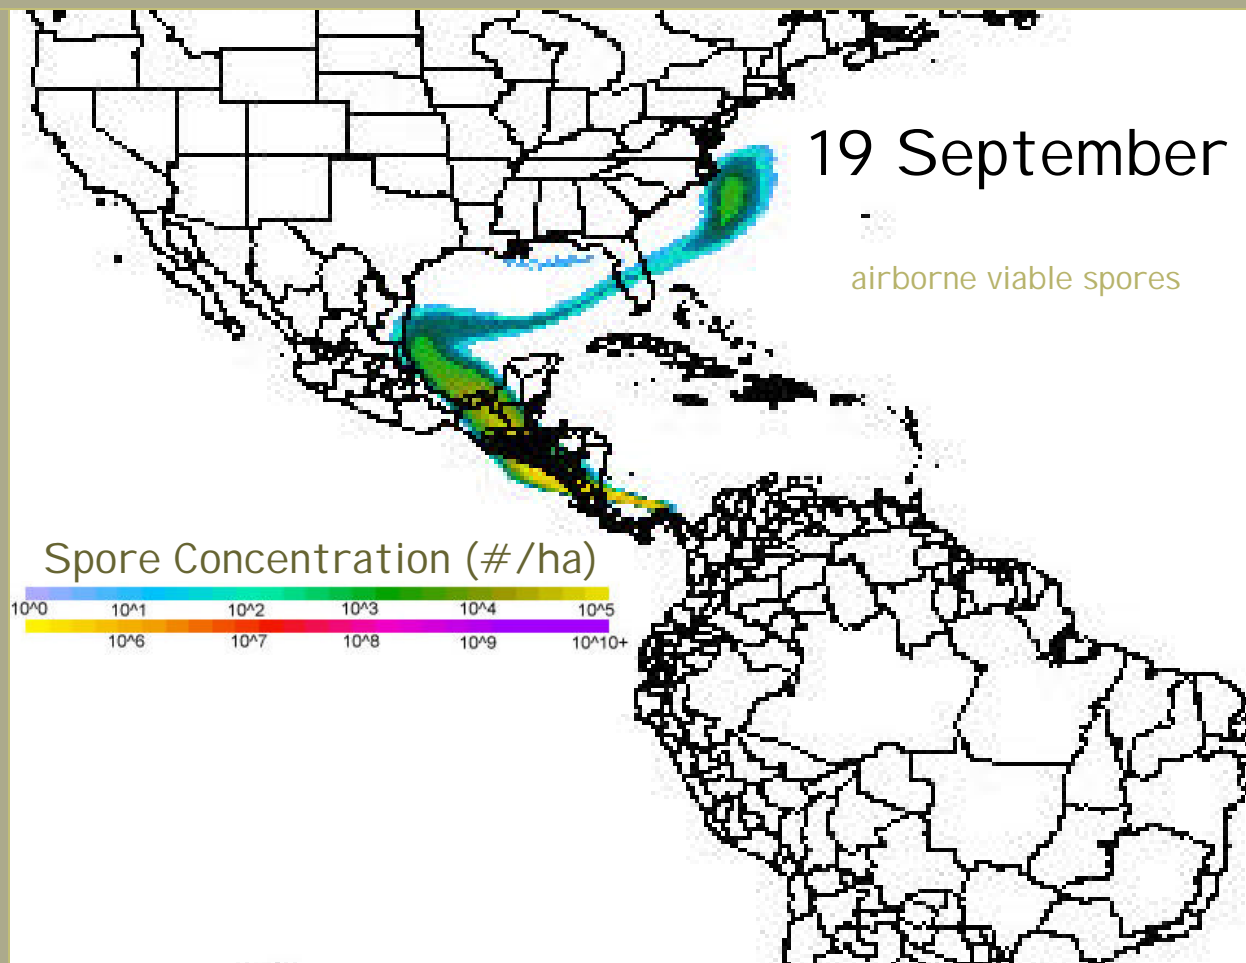 19 September
airborne viable spores
Spore Concentration (#/ha)
10^0 10^1 10^2 10^3 10^4 10^5
10^6 10^7 10^8 10^9 10^10+